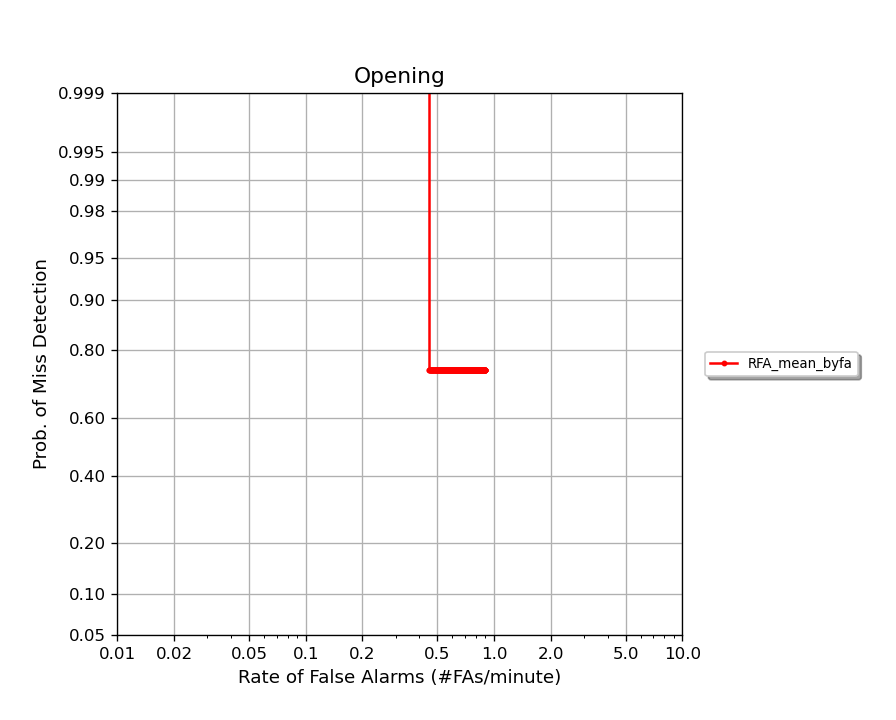 Opening
0.999
0.995
0.99
0.98
0.95
0.90
0.80
0.60
0.40
0.20
0.10
0.05
Prob. of Miss Detection
0.01 0.02 0.05 0.1 0.2 0.5 1.0 2.0 5.0 10.0
Rate of False Alarms (#FAs/minute)
RFA_mean_byfa